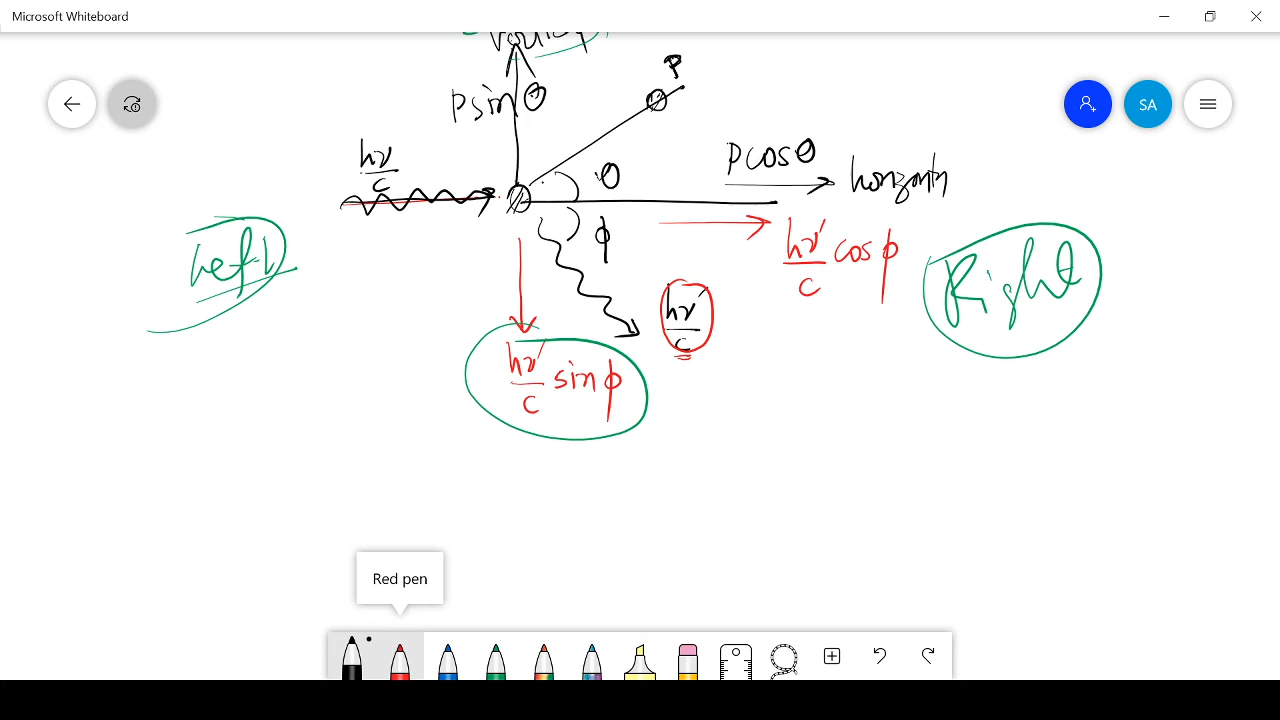 Microsoft Whiteboard
P
P sin θ
hν/c
θ
P cos θ
horizontal
SA
Left
ϕ
hν'/c cos ϕ
Right
hν'/c
hν'/c sin ϕ
Red pen